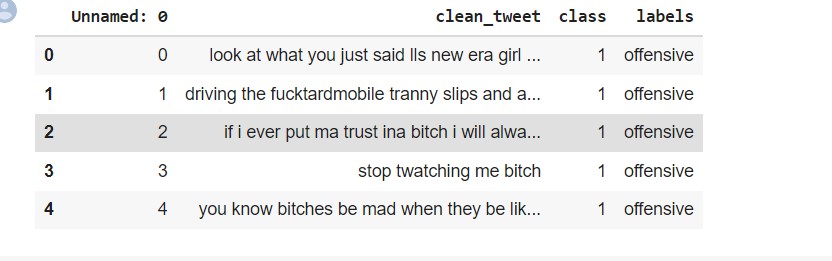 Unnamed: 0 clean_tweet class labels
0 0 look at what you just said lls new era girl ... 1 offensive
1 1 driving the fucktardmobile tranny slips and a... 1 offensive
2 2 if i ever put ma trust ina bitch i will alwa... 1 offensive
3 3 stop twatching me bitch 1 offensive
4 4 you know bitches be mad when they be lik... 1 offensive